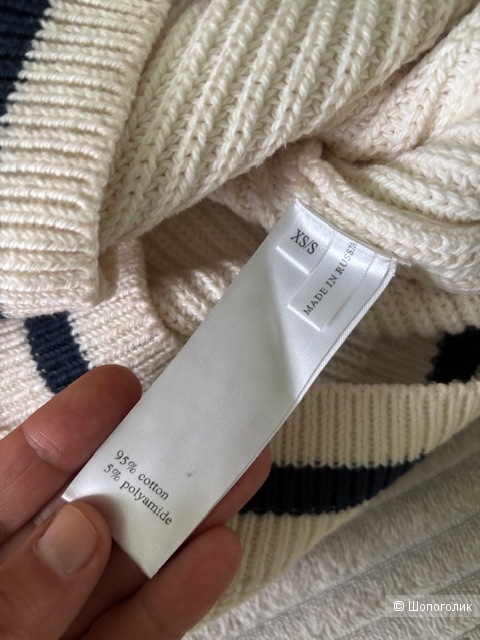 XS/S
MADE IN RUSSIA
95% cotton
5% polyamide
© Шопоголик